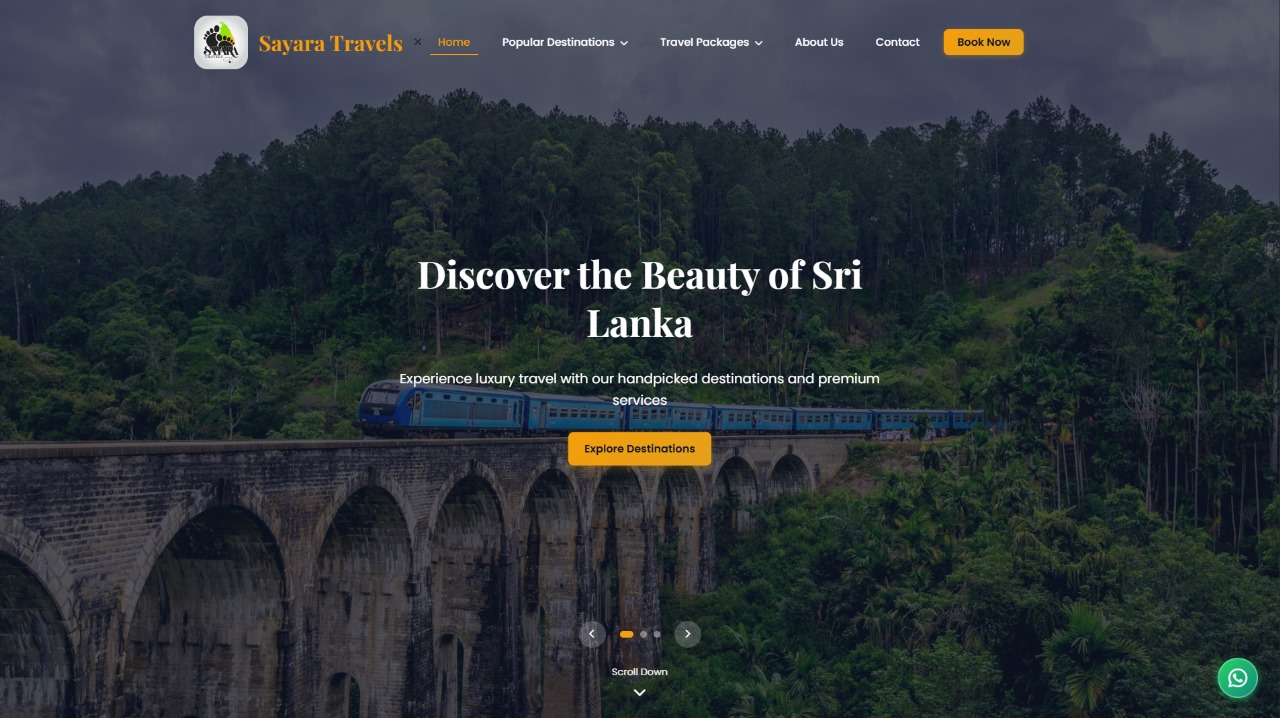 Sayara Travels
Home
Popular Destinations
Travel Packages
About Us
Contact
Book Now
Discover the Beauty of Sri
Lanka
Experience luxury travel with our handpicked destinations and premium
services
Explore Destinations
Scroll Down